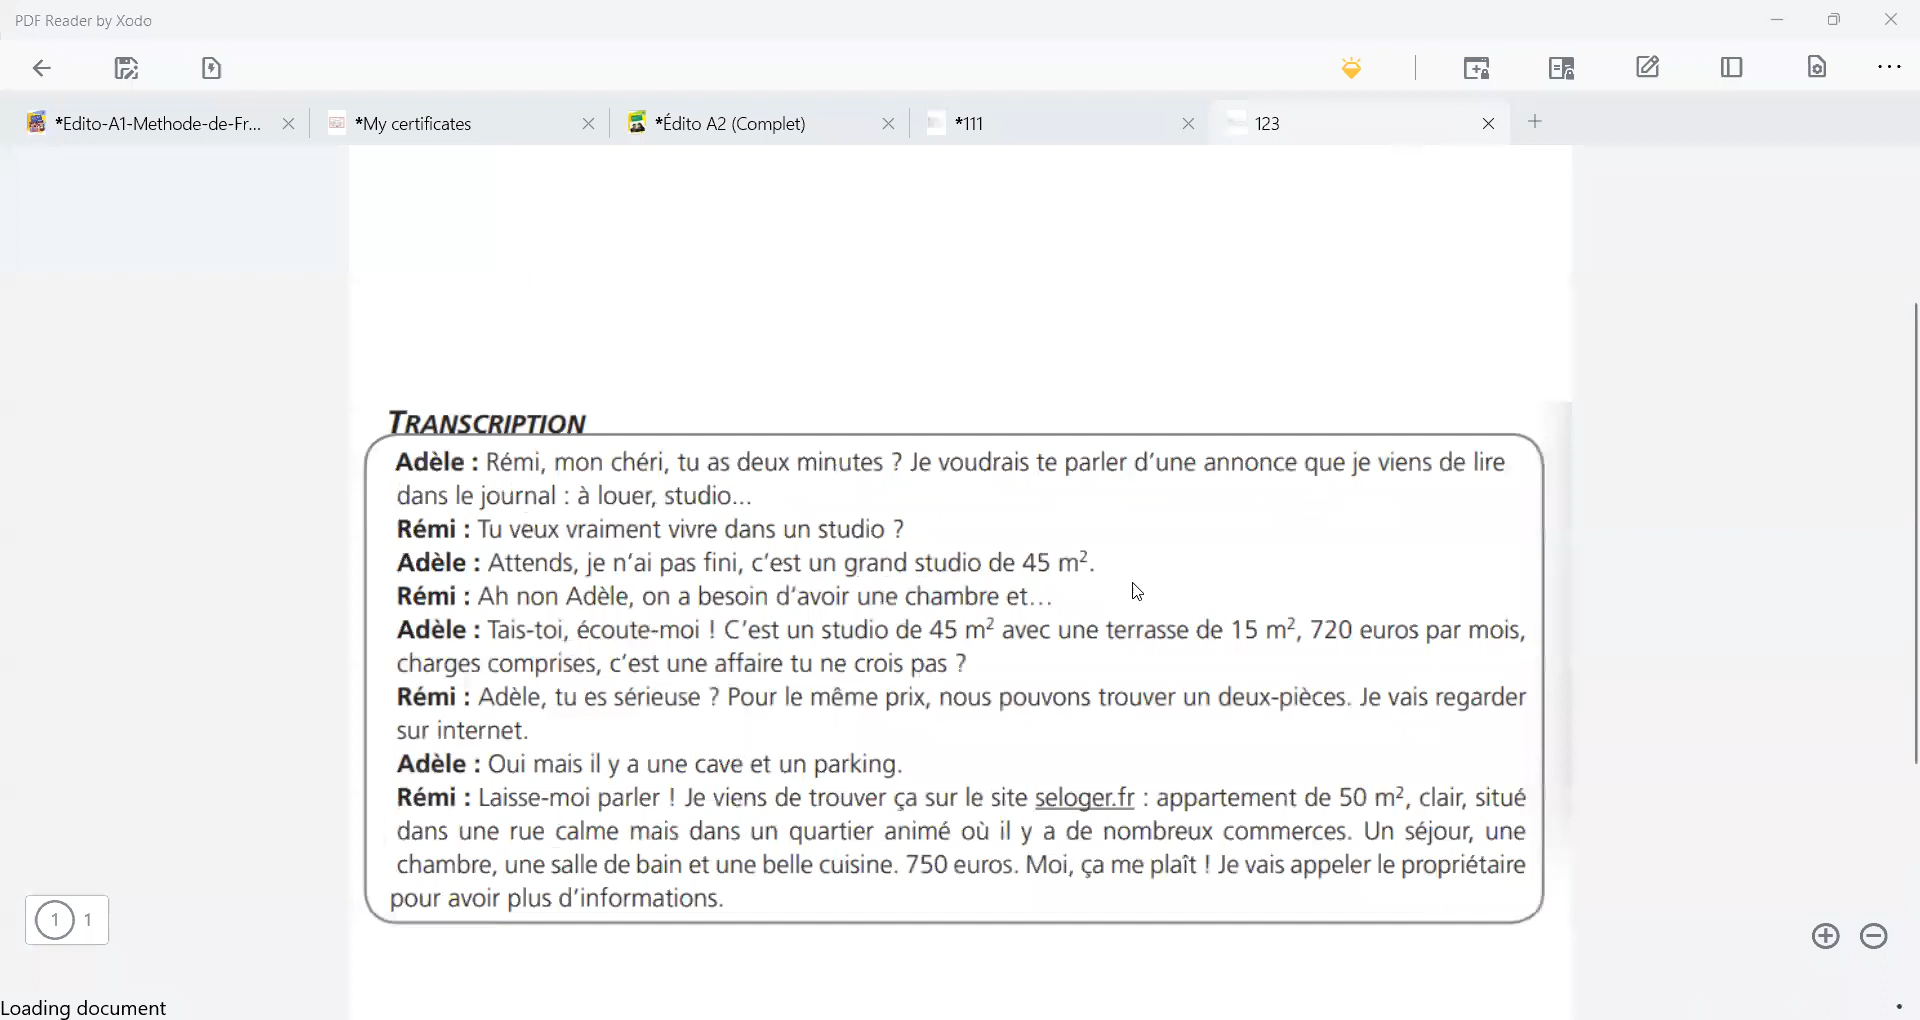 PDF Reader by Xodo
*Edito-A1-Methode-de-Fr...
*My certificates
*Édito A2 (Complet)
*111
123
TRANSCRIPTION
Adèle : Rémi, mon chéri, tu as deux minutes ? Je voudrais te parler d'une annonce que je viens de lire
dans le journal : à louer, studio...
Rémi : Tu veux vraiment vivre dans un studio ?
Adèle : Attends, je n'ai pas fini, c'est un grand studio de 45 m².
Rémi : Ah non Adèle, on a besoin d'avoir une chambre et...
Adèle : Tais-toi, écoute-moi ! C'est un studio de 45 m² avec une terrasse de 15 m², 720 euros par mois,
charges comprises, c'est une affaire tu ne crois pas ?
Rémi : Adèle, tu es sérieuse ? Pour le même prix, nous pouvons trouver un deux-pièces. Je vais regarder
sur internet.
Adèle : Oui mais il y a une cave et un parking.
Rémi : Laisse-moi parler ! Je viens de trouver ça sur le site seloger.fr : appartement de 50 m², clair, situé
dans une rue calme mais dans un quartier animé où il y a de nombreux commerces. Un séjour, une
chambre, une salle de bain et une belle cuisine. 750 euros. Moi, ça me plaît ! Je vais appeler le propriétaire
pour avoir plus d'informations.
1 1
Loading document